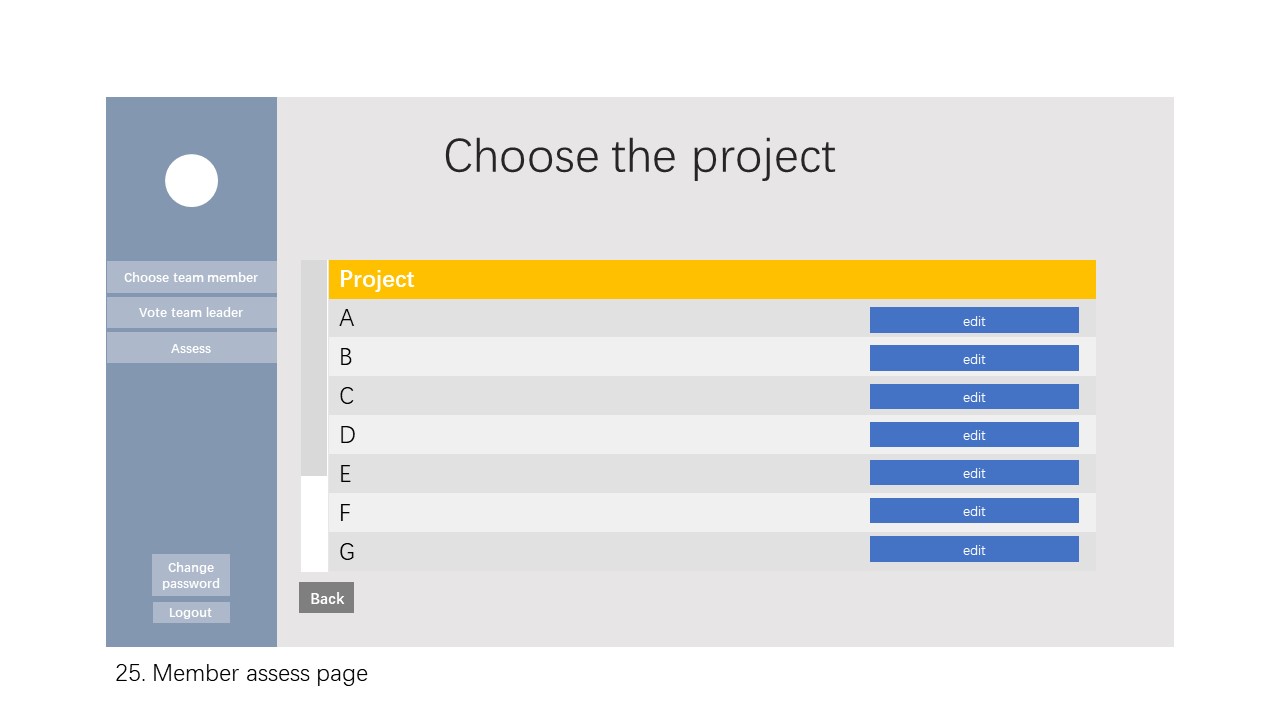 Choose the project
Choose team member
Vote team leader
Assess
Change
password
Logout
Project
A edit
B edit
C edit
D edit
E edit
F edit
G edit
Back
25. Member assess page